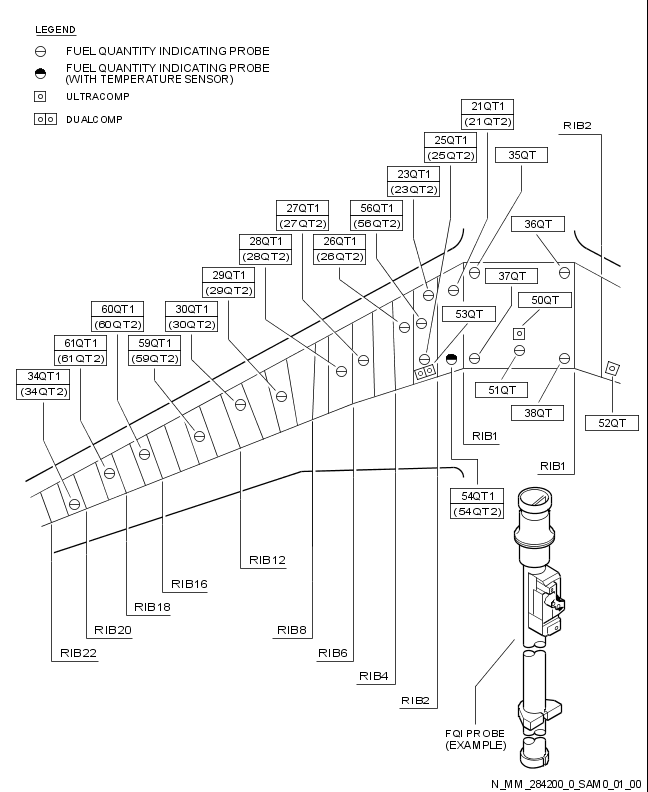 LEGEND
FUEL QUANTITY INDICATING PROBE
FUEL QUANTITY INDICATING PROBE
(WITH TEMPERATURE SENSOR)
ULTRACOMP
DUALCOMP
21QT1
(21QT2)
RIB2
25QT1
(25QT2)
35QT
23QT1
(23QT2)
27QT1
(27QT2)
56QT1
(56QT2)
36QT
28QT1
(28QT2)
26QT1
(26QT2)
29QT1
(29QT2)
37QT
50QT
60QT1
(60QT2)
30QT1
(30QT2)
53QT
61QT1
(61QT2)
59QT1
(59QT2)
34QT1
(34QT2)
51QT
38QT
52QT
RIB1
RIB1
54QT1
(54QT2)
RIB12
RIB16
RIB18
RIB20
RIB8
RIB22
RIB6
RIB4
RIB2
FQI PROBE
(EXAMPLE)
N_MM_284200_0_SAM0_01_00